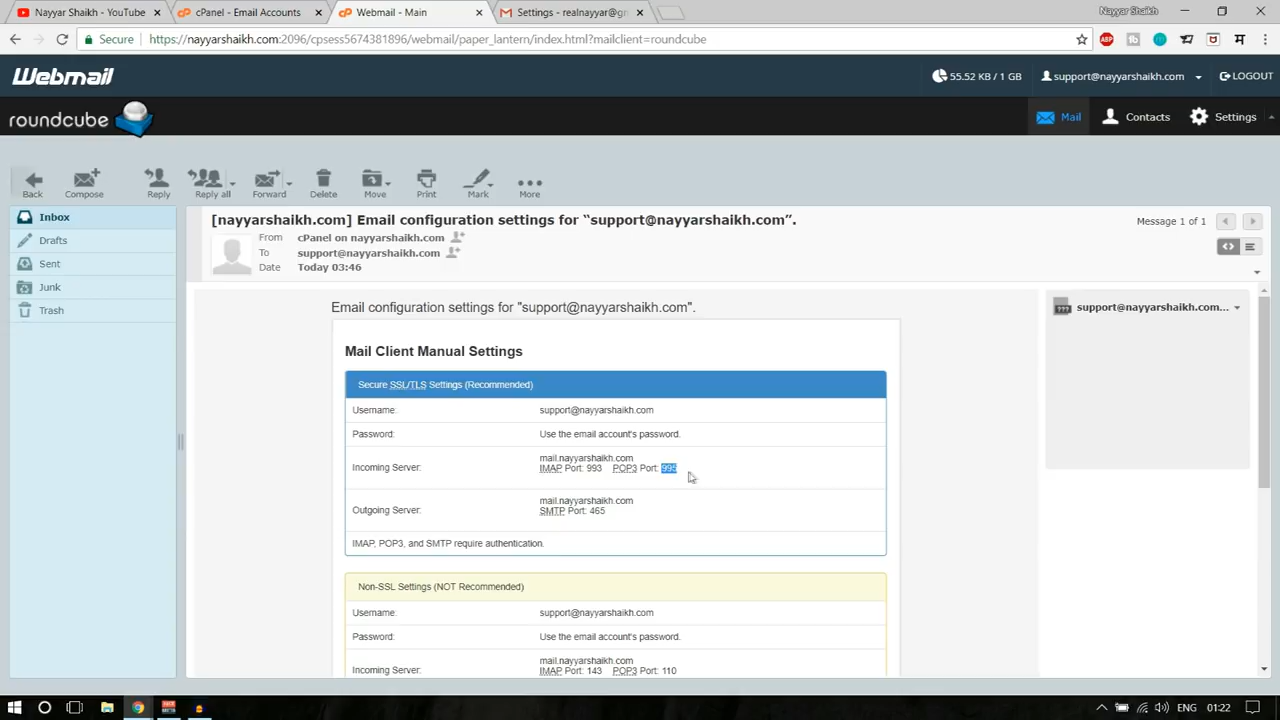 Nayyar Shaikh - YouTube
cPanel - Email Accounts
Webmail - Main
Settings - realnayyar@gm
Nayyar Shaikh
Secure
https://nayyarshaikh.com:2096/cpsess5674381896/webmail/paper_lantern/index.html?mailclient=roundcube
ABP
Webmail
55.52 KB / 1 GB
support@nayyarshaikh.com
LOGOUT
roundcube
Mail
Contacts
Settings
Back
Compose
Reply
Reply all
Forward
Delete
Move
Print
Mark
More
Inbox
Drafts
Sent
Junk
Trash
[nayyarshaikh.com] Email configuration settings for “support@nayyarshaikh.com”.
Message 1 of 1
From cPanel on nayyarshaikh.com
To support@nayyarshaikh.com
Date Today 03:46
Email configuration settings for "support@nayyarshaikh.com".
support@nayyarshaikh.com...
Mail Client Manual Settings
Secure SSL/TLS Settings (Recommended)
Username: support@nayyarshaikh.com
Password: Use the email account's password.
Incoming Server: mail.nayyarshaikh.com
IMAP Port: 993 POP3 Port: 995
Outgoing Server: mail.nayyarshaikh.com
SMTP Port: 465
IMAP, POP3, and SMTP require authentication.
Non-SSL Settings (NOT Recommended)
Username: support@nayyarshaikh.com
Password: Use the email account's password.
Incoming Server: mail.nayyarshaikh.com
IMAP Port: 143 POP3 Port: 110
ENG
01:22